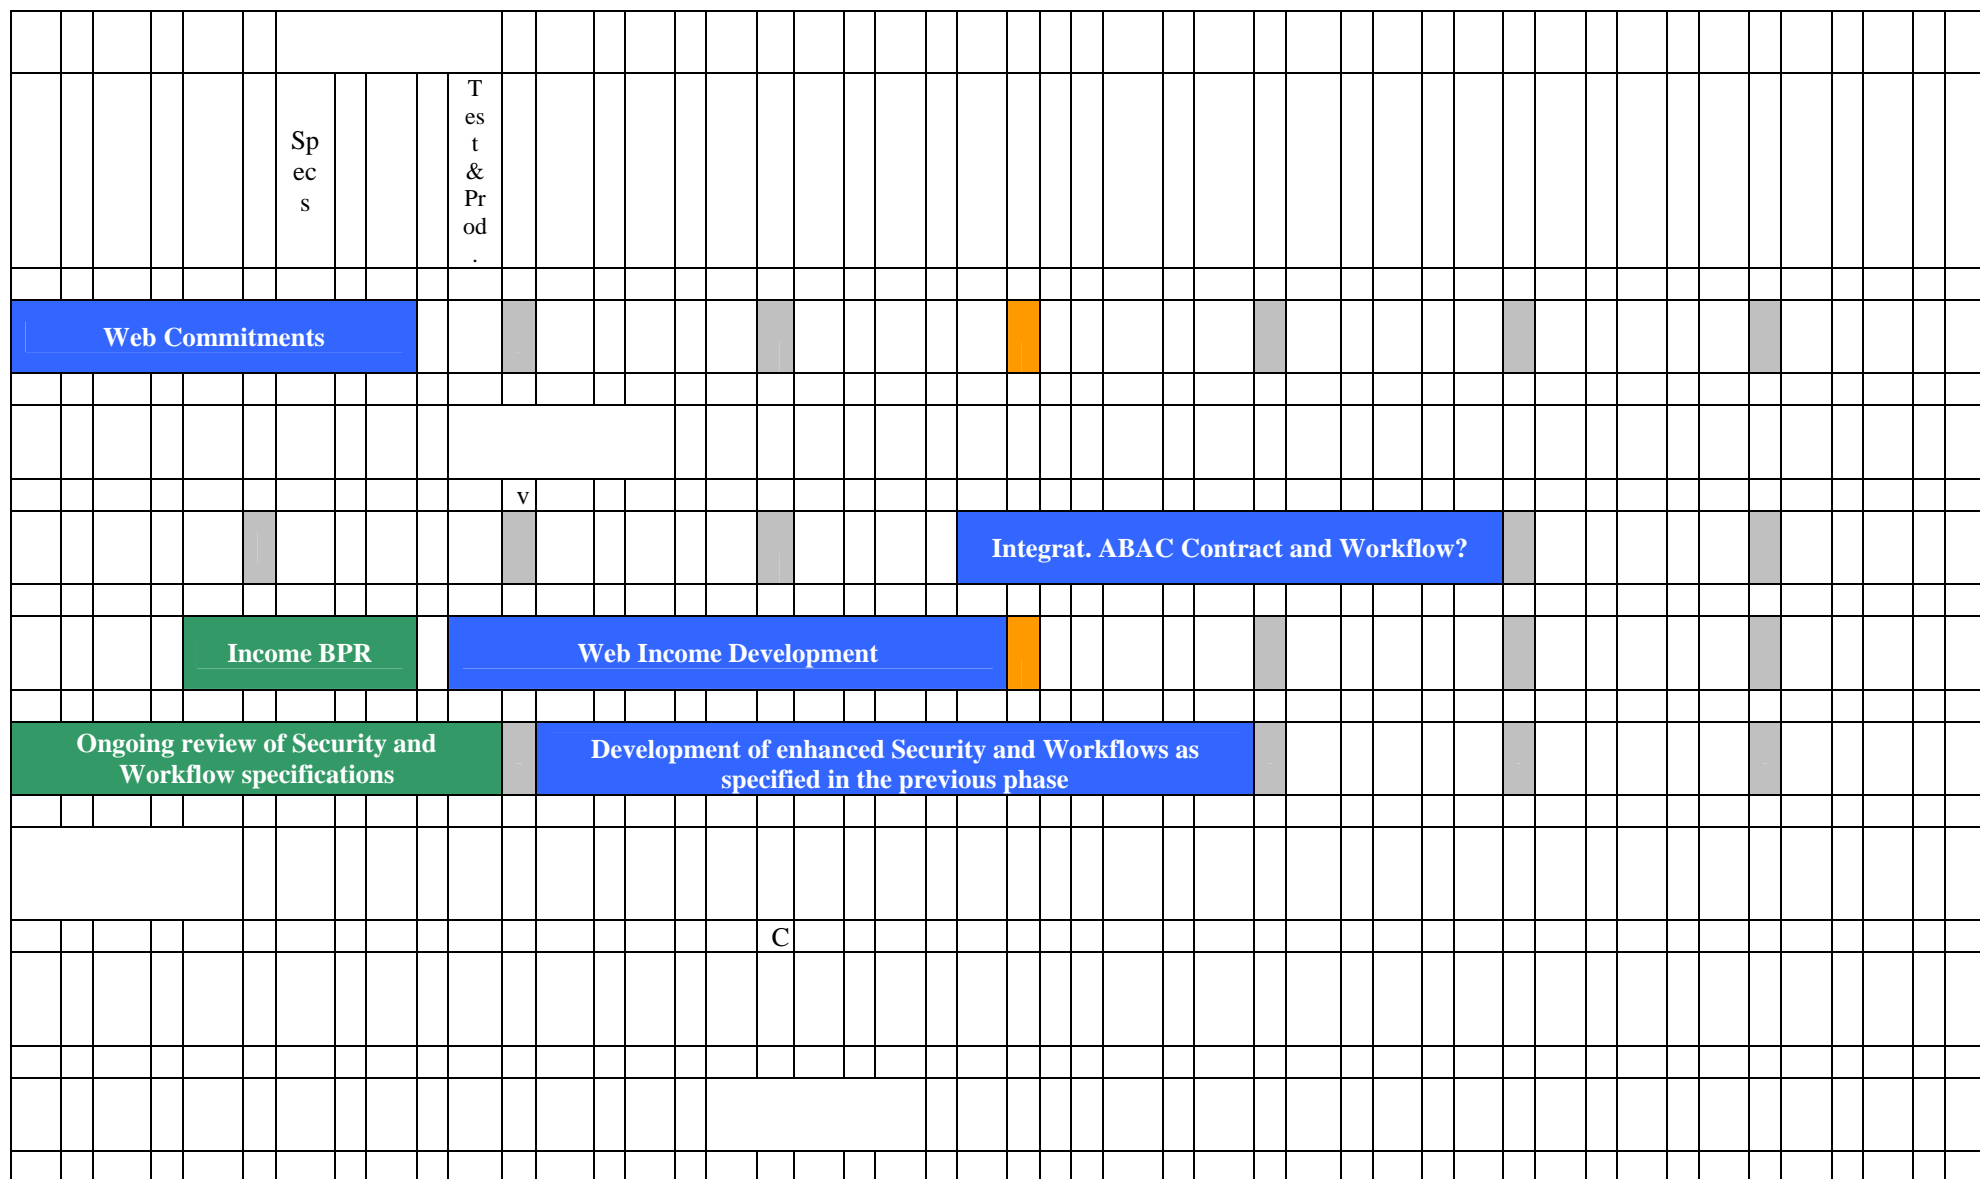 Sp
ec
s
T
es
t
&
Pr
od
.
Web Commitments
v
Integrat. ABAC Contract and Workflow?
Income BPR
Web Income Development
Ongoing review of Security and
Workflow specifications
Development of enhanced Security and Workflows as
specified in the previous phase
C